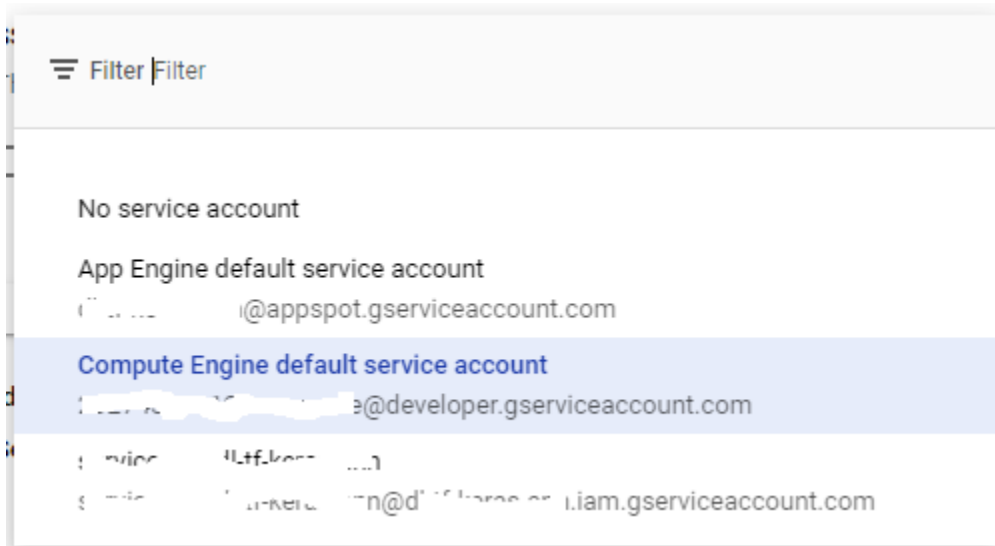 Filter Filter
No service account
App Engine default service account
@appspot.gserviceaccount.com
Compute Engine default service account
e@developer.gserviceaccount.com
.iam.gserviceaccount.com